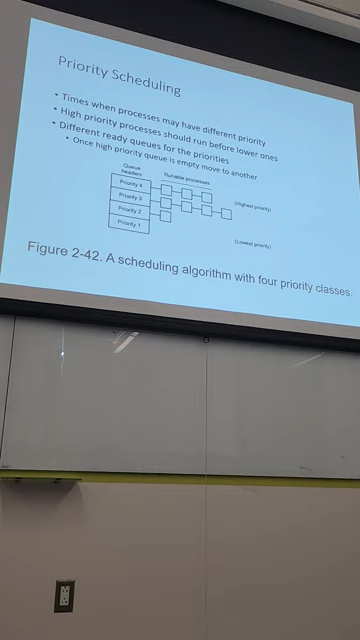 Priority Scheduling
• Times when processes may have different priority
• High priority processes should run before lower ones
• Different ready queues for the priorities
• Once high priority queue is empty move to another
Queue headers
Runable processes
Priority 4
(Highest priority)
Priority 3
Priority 2
Priority 1
(Lowest priority)
Figure 2-42. A scheduling algorithm with four priority classes.